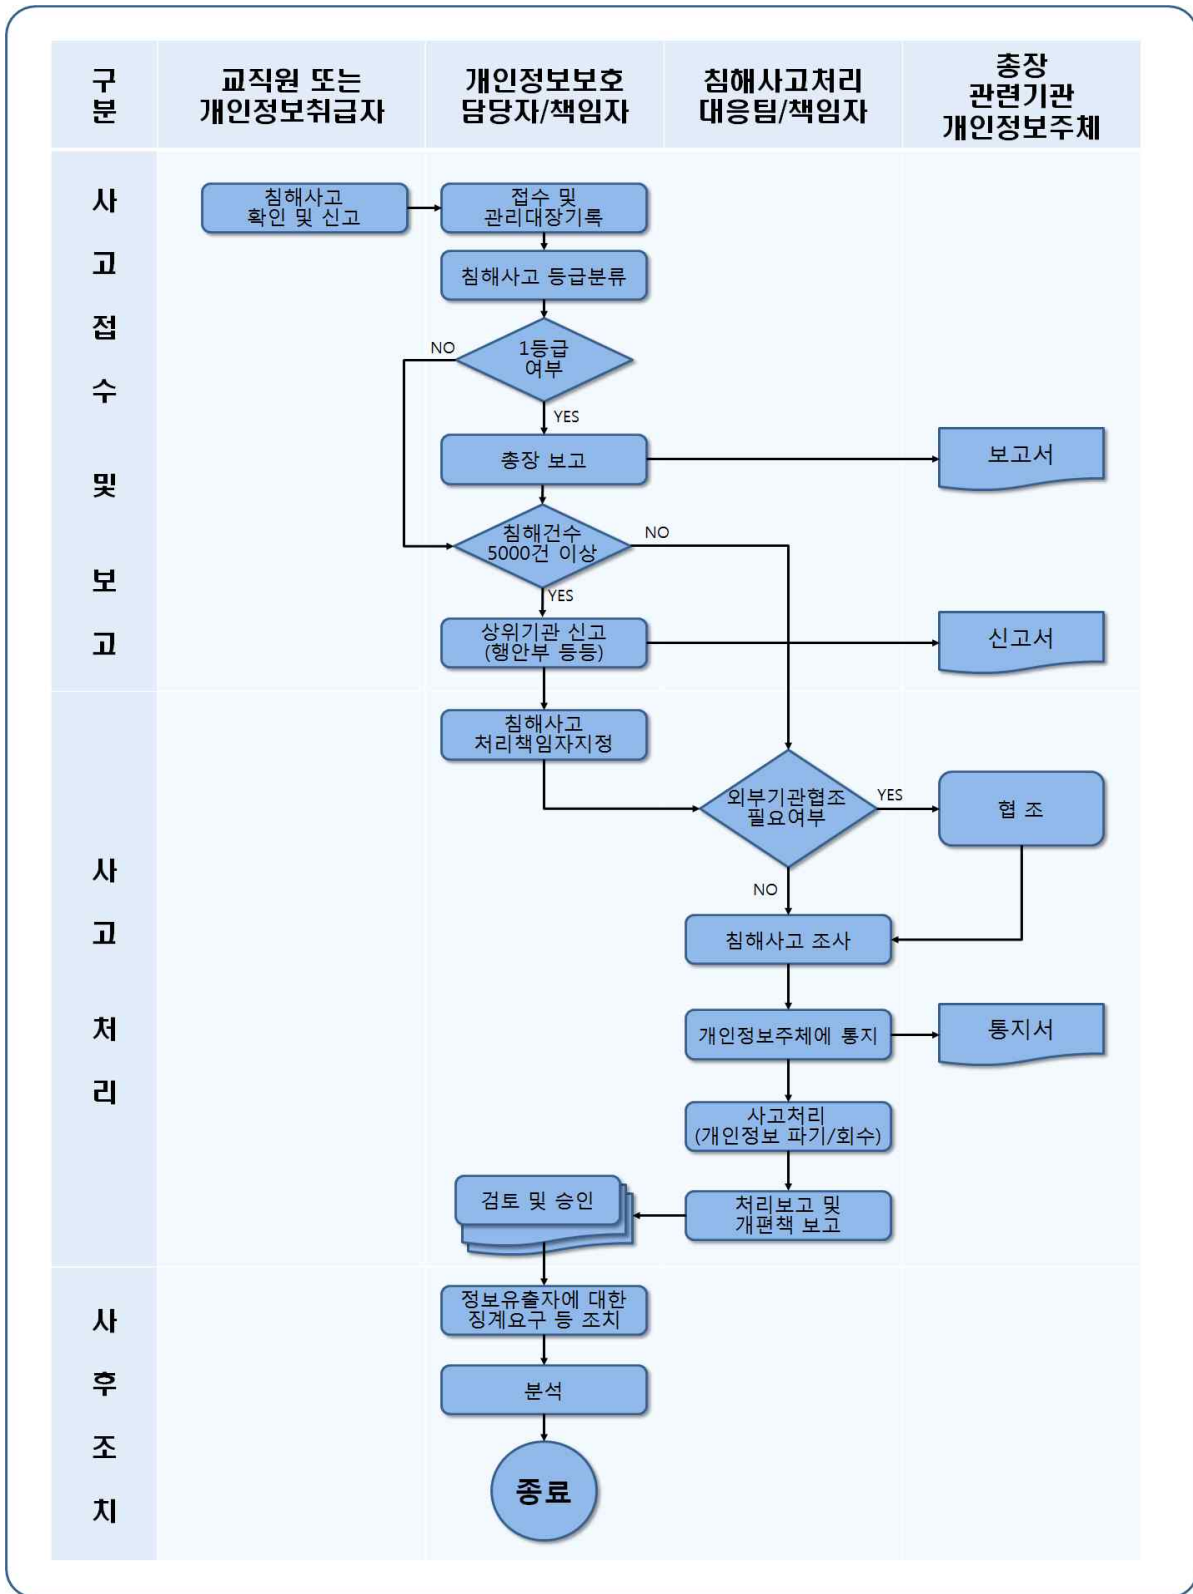 구
분
교직원 또는
개인정보취급자
개인정보보호
담당자/책임자
침해사고처리
대응팀/책임자
총장
관련기관
개인정보주체
사
고
접
수
및
보
고
침해사고
확인 및 신고
접수 및
관리대장기록
침해사고 등급분류
1등급
여부
NO
YES
총장 보고
보고서
침해건수
5000건 이상
NO
YES
상위기관 신고
(행안부 등등)
신고서
사
고
처
리
침해사고
처리책임자지정
외부기관협조
필요여부
YES
협 조
NO
침해사고 조사
개인정보주체에 통지
통지서
사고처리
(개인정보 파기/회수)
처리보고 및
개편책 보고
검토 및 승인
사
후
조
치
정보유출자에 대한
징계요구 등 조치
분석
종료